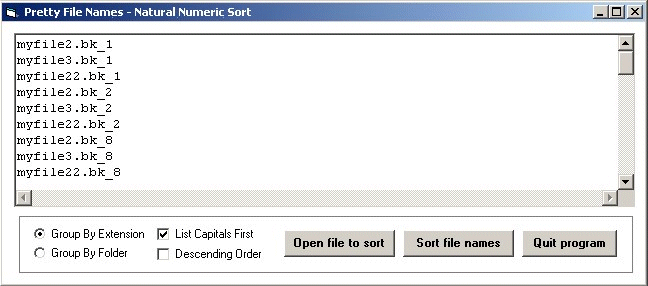 Pretty File Names - Natural Numeric Sort
myfile2.bk_1
myfile3.bk_1
myfile22.bk_1
myfile2.bk_2
myfile3.bk_2
myfile22.bk_2
myfile2.bk_8
myfile3.bk_8
myfile22.bk_8
Group By Extension
List Capitals First
Group By Folder
Descending Order
Open file to sort
Sort file names
Quit program